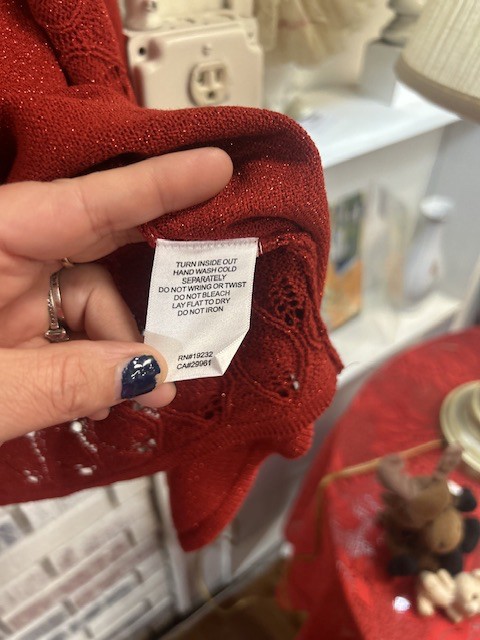 TURN INSIDE OUT
HAND WASH COLD
SEPARATELY
DO NOT WRING OR TWIST
DO NOT BLEACH
LAY FLAT TO DRY
DO NOT IRON
RN#19232
CA#29961